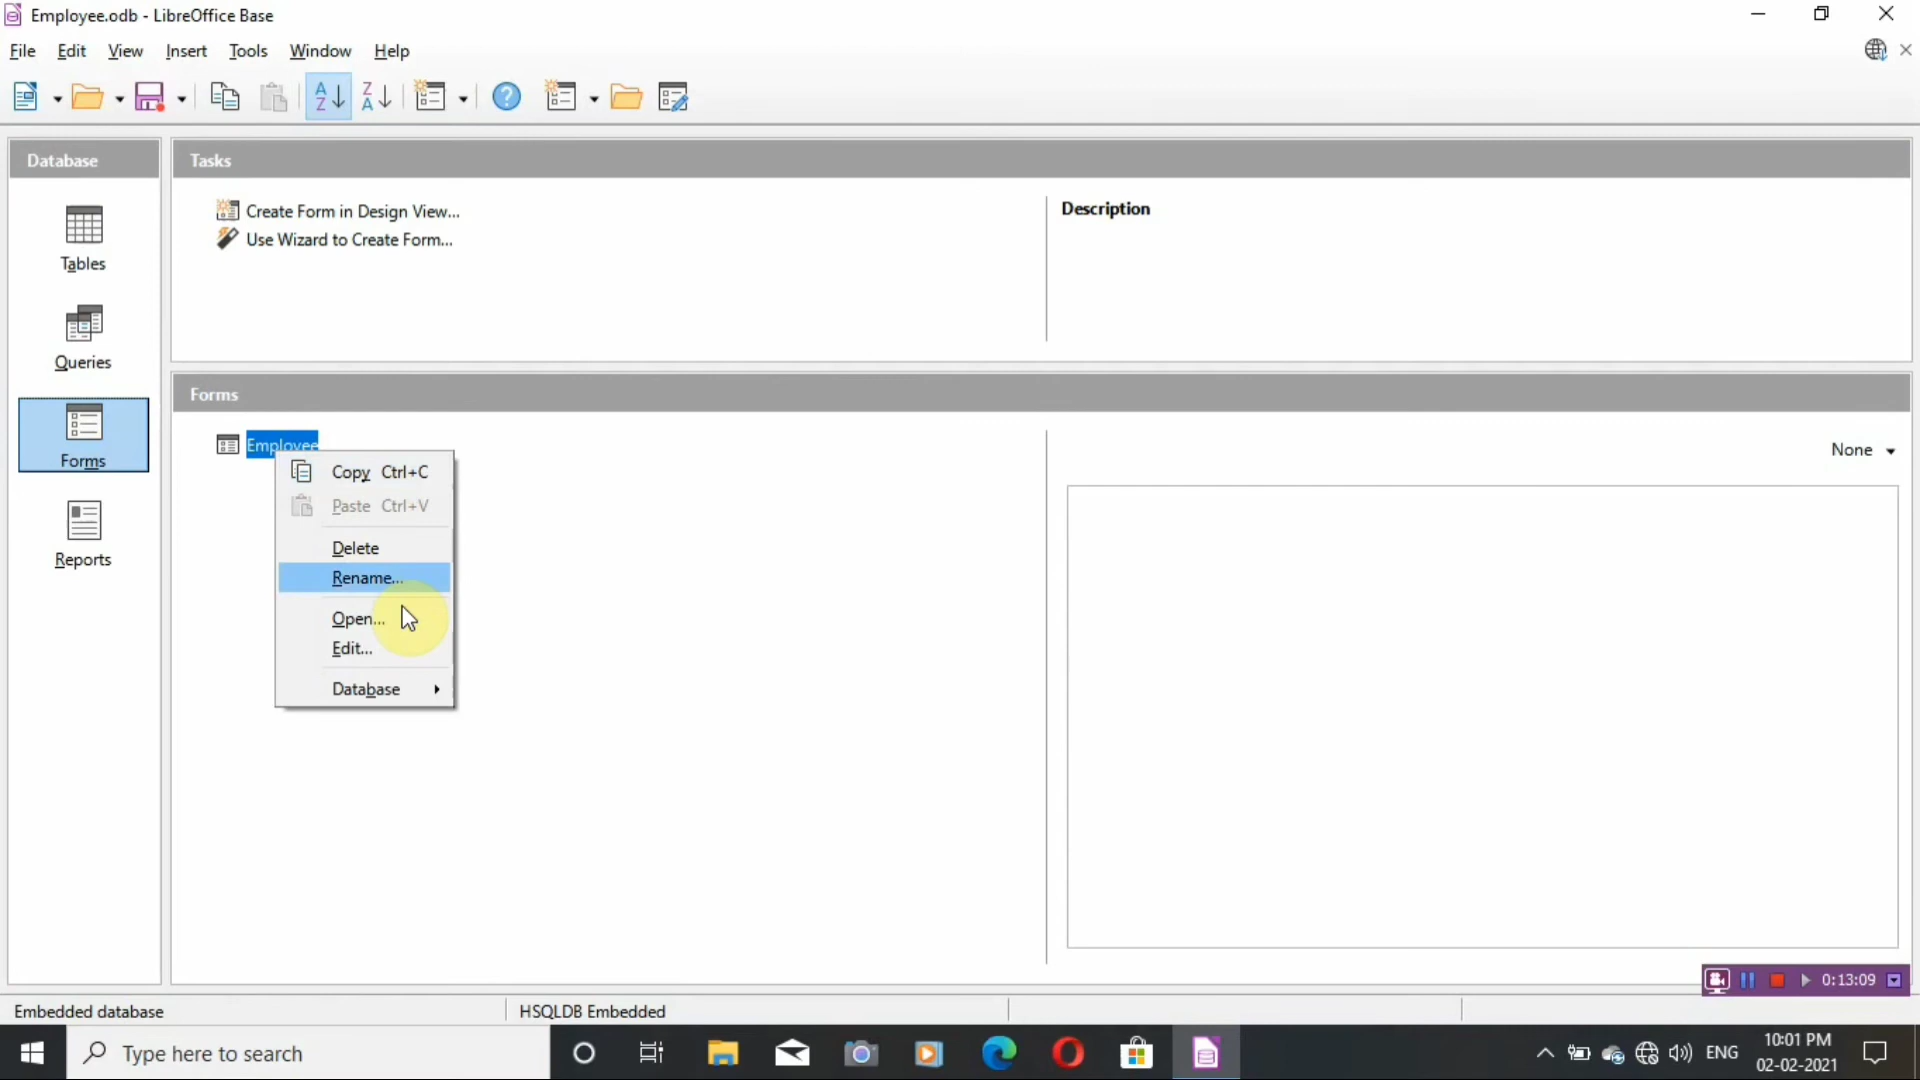 Employee.odb - LibreOffice Base
File Edit View Insert Tools Window Help
Database
Tables
Queries
Forms
Reports
Tasks
Create Form in Design View...
Use Wizard to Create Form...
Description
Forms
Employee
None
Copy Ctrl+C
Paste Ctrl+V
Delete
Rename...
Open...
Edit...
Database
0:13:09
Embedded database HSQLDB Embedded
Type here to search
ENG
10:01 PM
02-02-2021